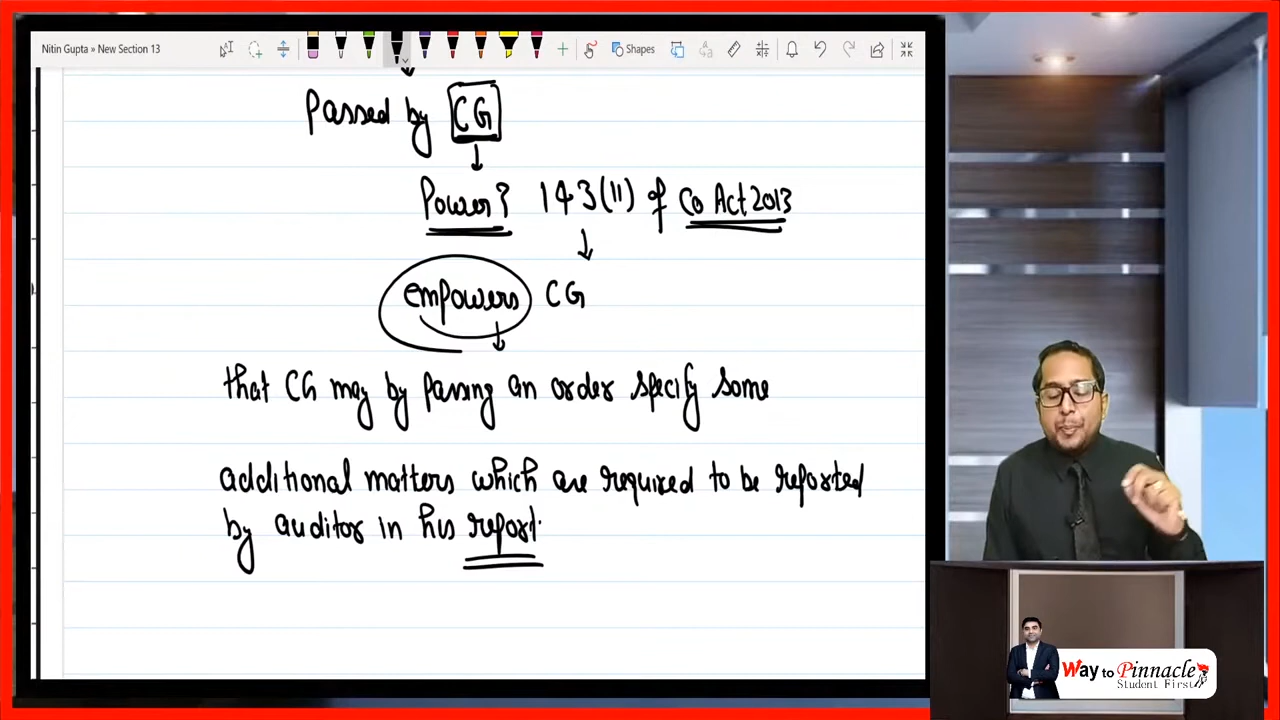 Nitin Gupta » New Section 13
Shapes
Passed by CG
Power? 143(11) of Co Act 2013
empowers CG
that CG may by passing an order specify some
additional matters which are required to be reported
by auditor in his report.
Way to Pinnacle
Student First